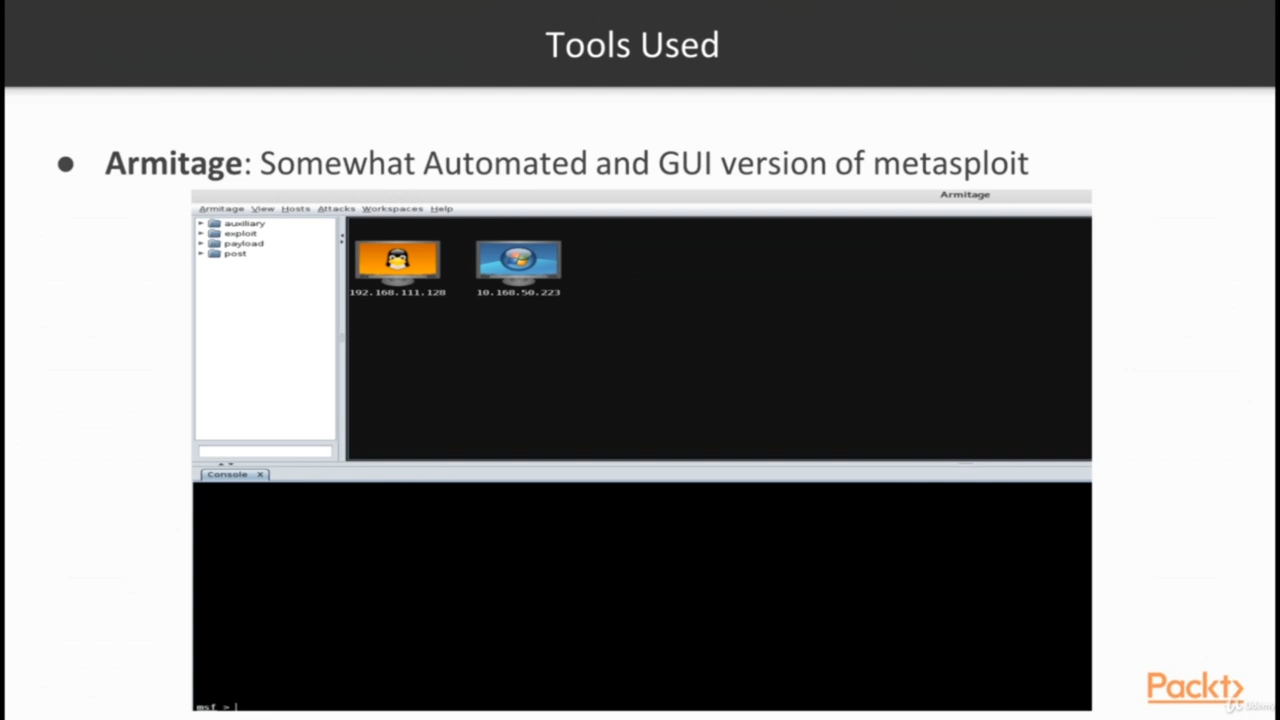 Tools Used
● Armitage: Somewhat Automated and GUI version of metasploit
Armitage
Armitage View Hosts Attacks Workspaces Help
auxiliary
exploit
payload
post
192.168.111.128
10.168.50.223
Console X
msf >
Packt>
Udemy